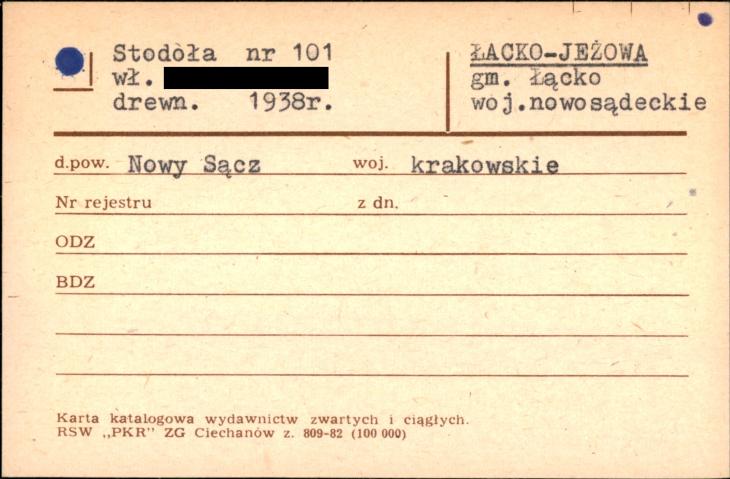 Stodoła nr 101
wł.
drewn. 1938r.
ŁACKO-JEŻOWA
gm. Łącko
woj.nowosądeckie
d.pow. Nowy Sącz woj. krakowskie
Nr rejestru z dn.
ODZ
BDZ
Karta katalogowa wydawnictw zwartych i ciągłych.
RSW „PKR” ZG Ciechanów z. 809-82 (100 000)